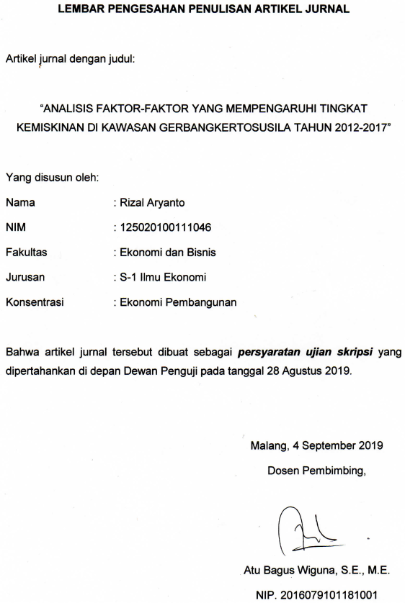 LEMBAR PENGESAHAN PENULISAN ARTIKEL JURNAL
Artikel jurnal dengan judul:
"ANALISIS FAKTOR-FAKTOR YANG MEMPENGARUHI TINGKAT
KEMISKINAN DI KAWASAN GERBANGKERTOSUSILA TAHUN 2012-2017"
Yang disusun oleh:
Nama : Rizal Aryanto
NIM : 125020100111046
Fakultas : Ekonomi dan Bisnis
Jurusan : S-1 Ilmu Ekonomi
Konsentrasi : Ekonomi Pembangunan
Bahwa artikel jurnal tersebut dibuat sebagai persyaratan ujian skripsi yang
dipertahankan di depan Dewan Penguji pada tanggal 28 Agustus 2019.
Malang, 4 September 2019
Dosen Pembimbing,
Atu Bagus Wiguna, S.E., M.E.
NIP. 2016079101181001